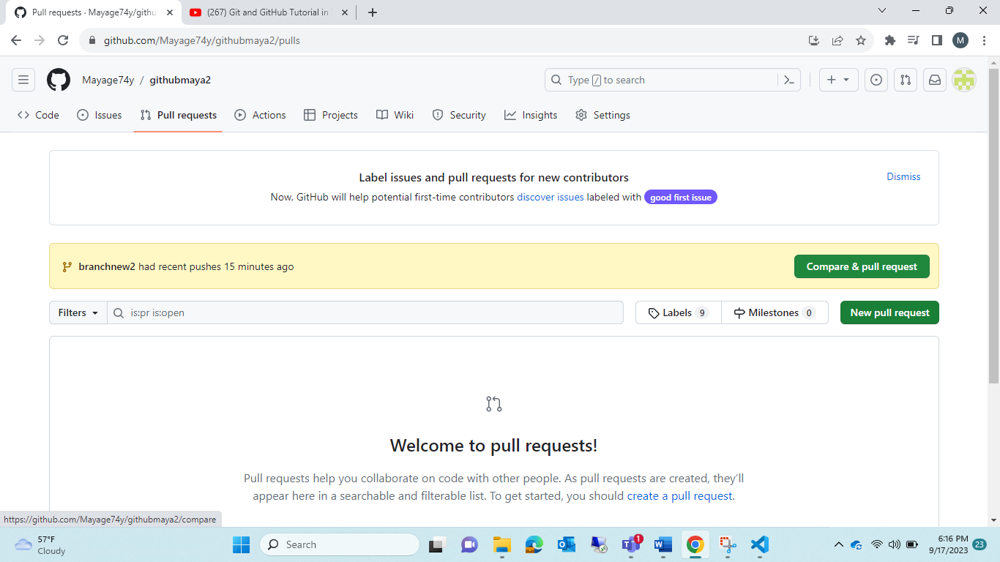 Pull requests · Mayage74y/githu
(267) Git and GitHub Tutorial in
github.com/Mayage74y/githubmaya2/pulls
M
Mayage74y / githubmaya2
Type / to search
Code Issues Pull requests Actions Projects Wiki Security Insights Settings
Label issues and pull requests for new contributors
Dismiss
Now, GitHub will help potential first-time contributors discover issues labeled with good first issue
branchnew2 had recent pushes 15 minutes ago
Compare & pull request
Filters is:pr is:open Labels 9 Milestones 0 New pull request
Welcome to pull requests!
Pull requests help you collaborate on code with other people. As pull requests are created, they’ll
appear here in a searchable and filterable list. To get started, you should create a pull request.
https://github.com/Mayage74y/githubmaya2/compare
57°F
Cloudy
Search
1
6:16 PM
9/17/2023
23